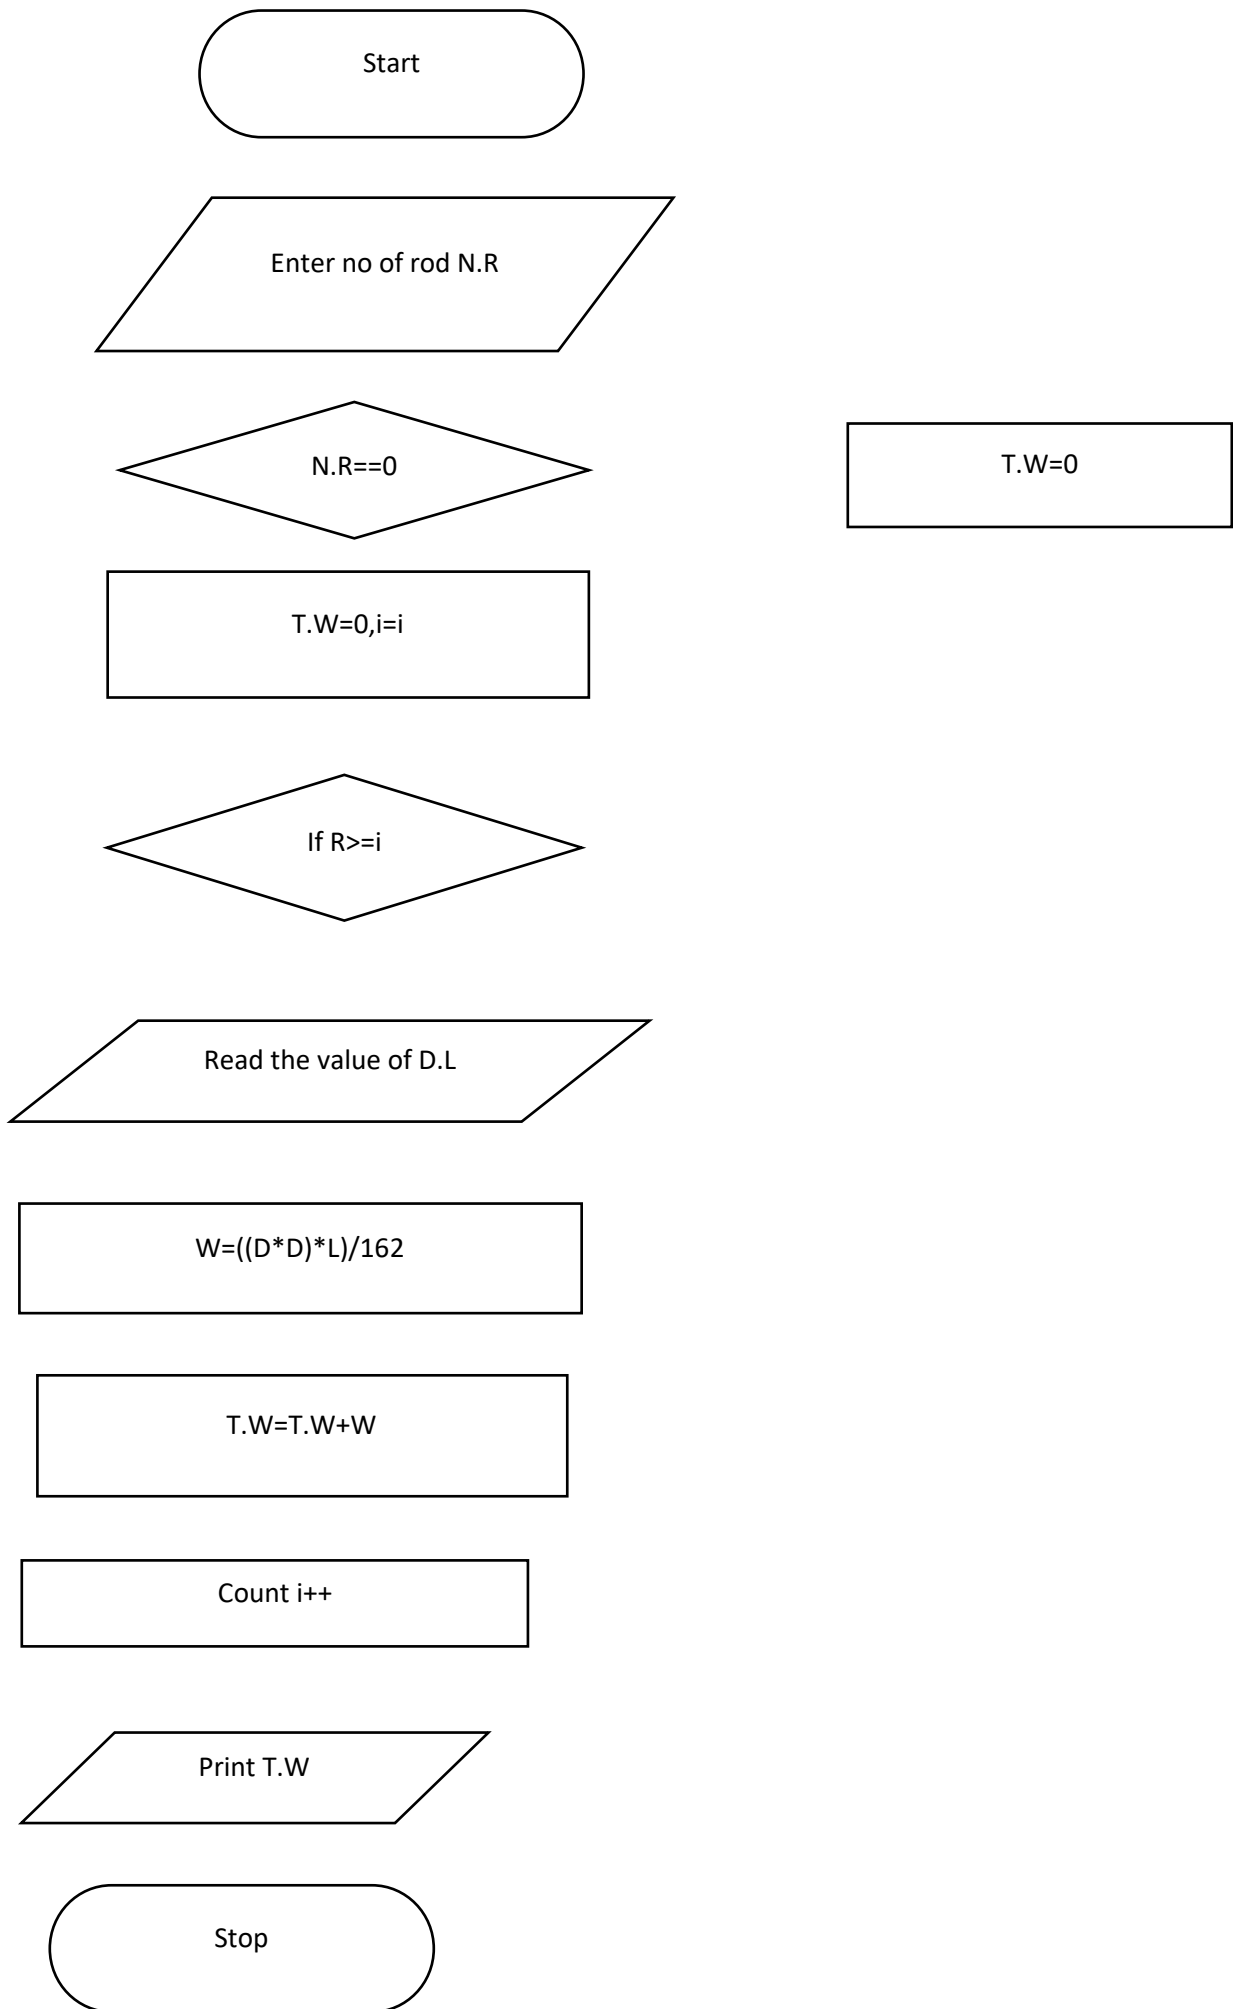 Start
Enter no of rod N.R
N.R==0
T.W=0
T.W=0,i=i
If R>=i
Read the value of D.L
W=((D*D)*L)/162
T.W=T.W+W
Count i++
Print T.W
Stop